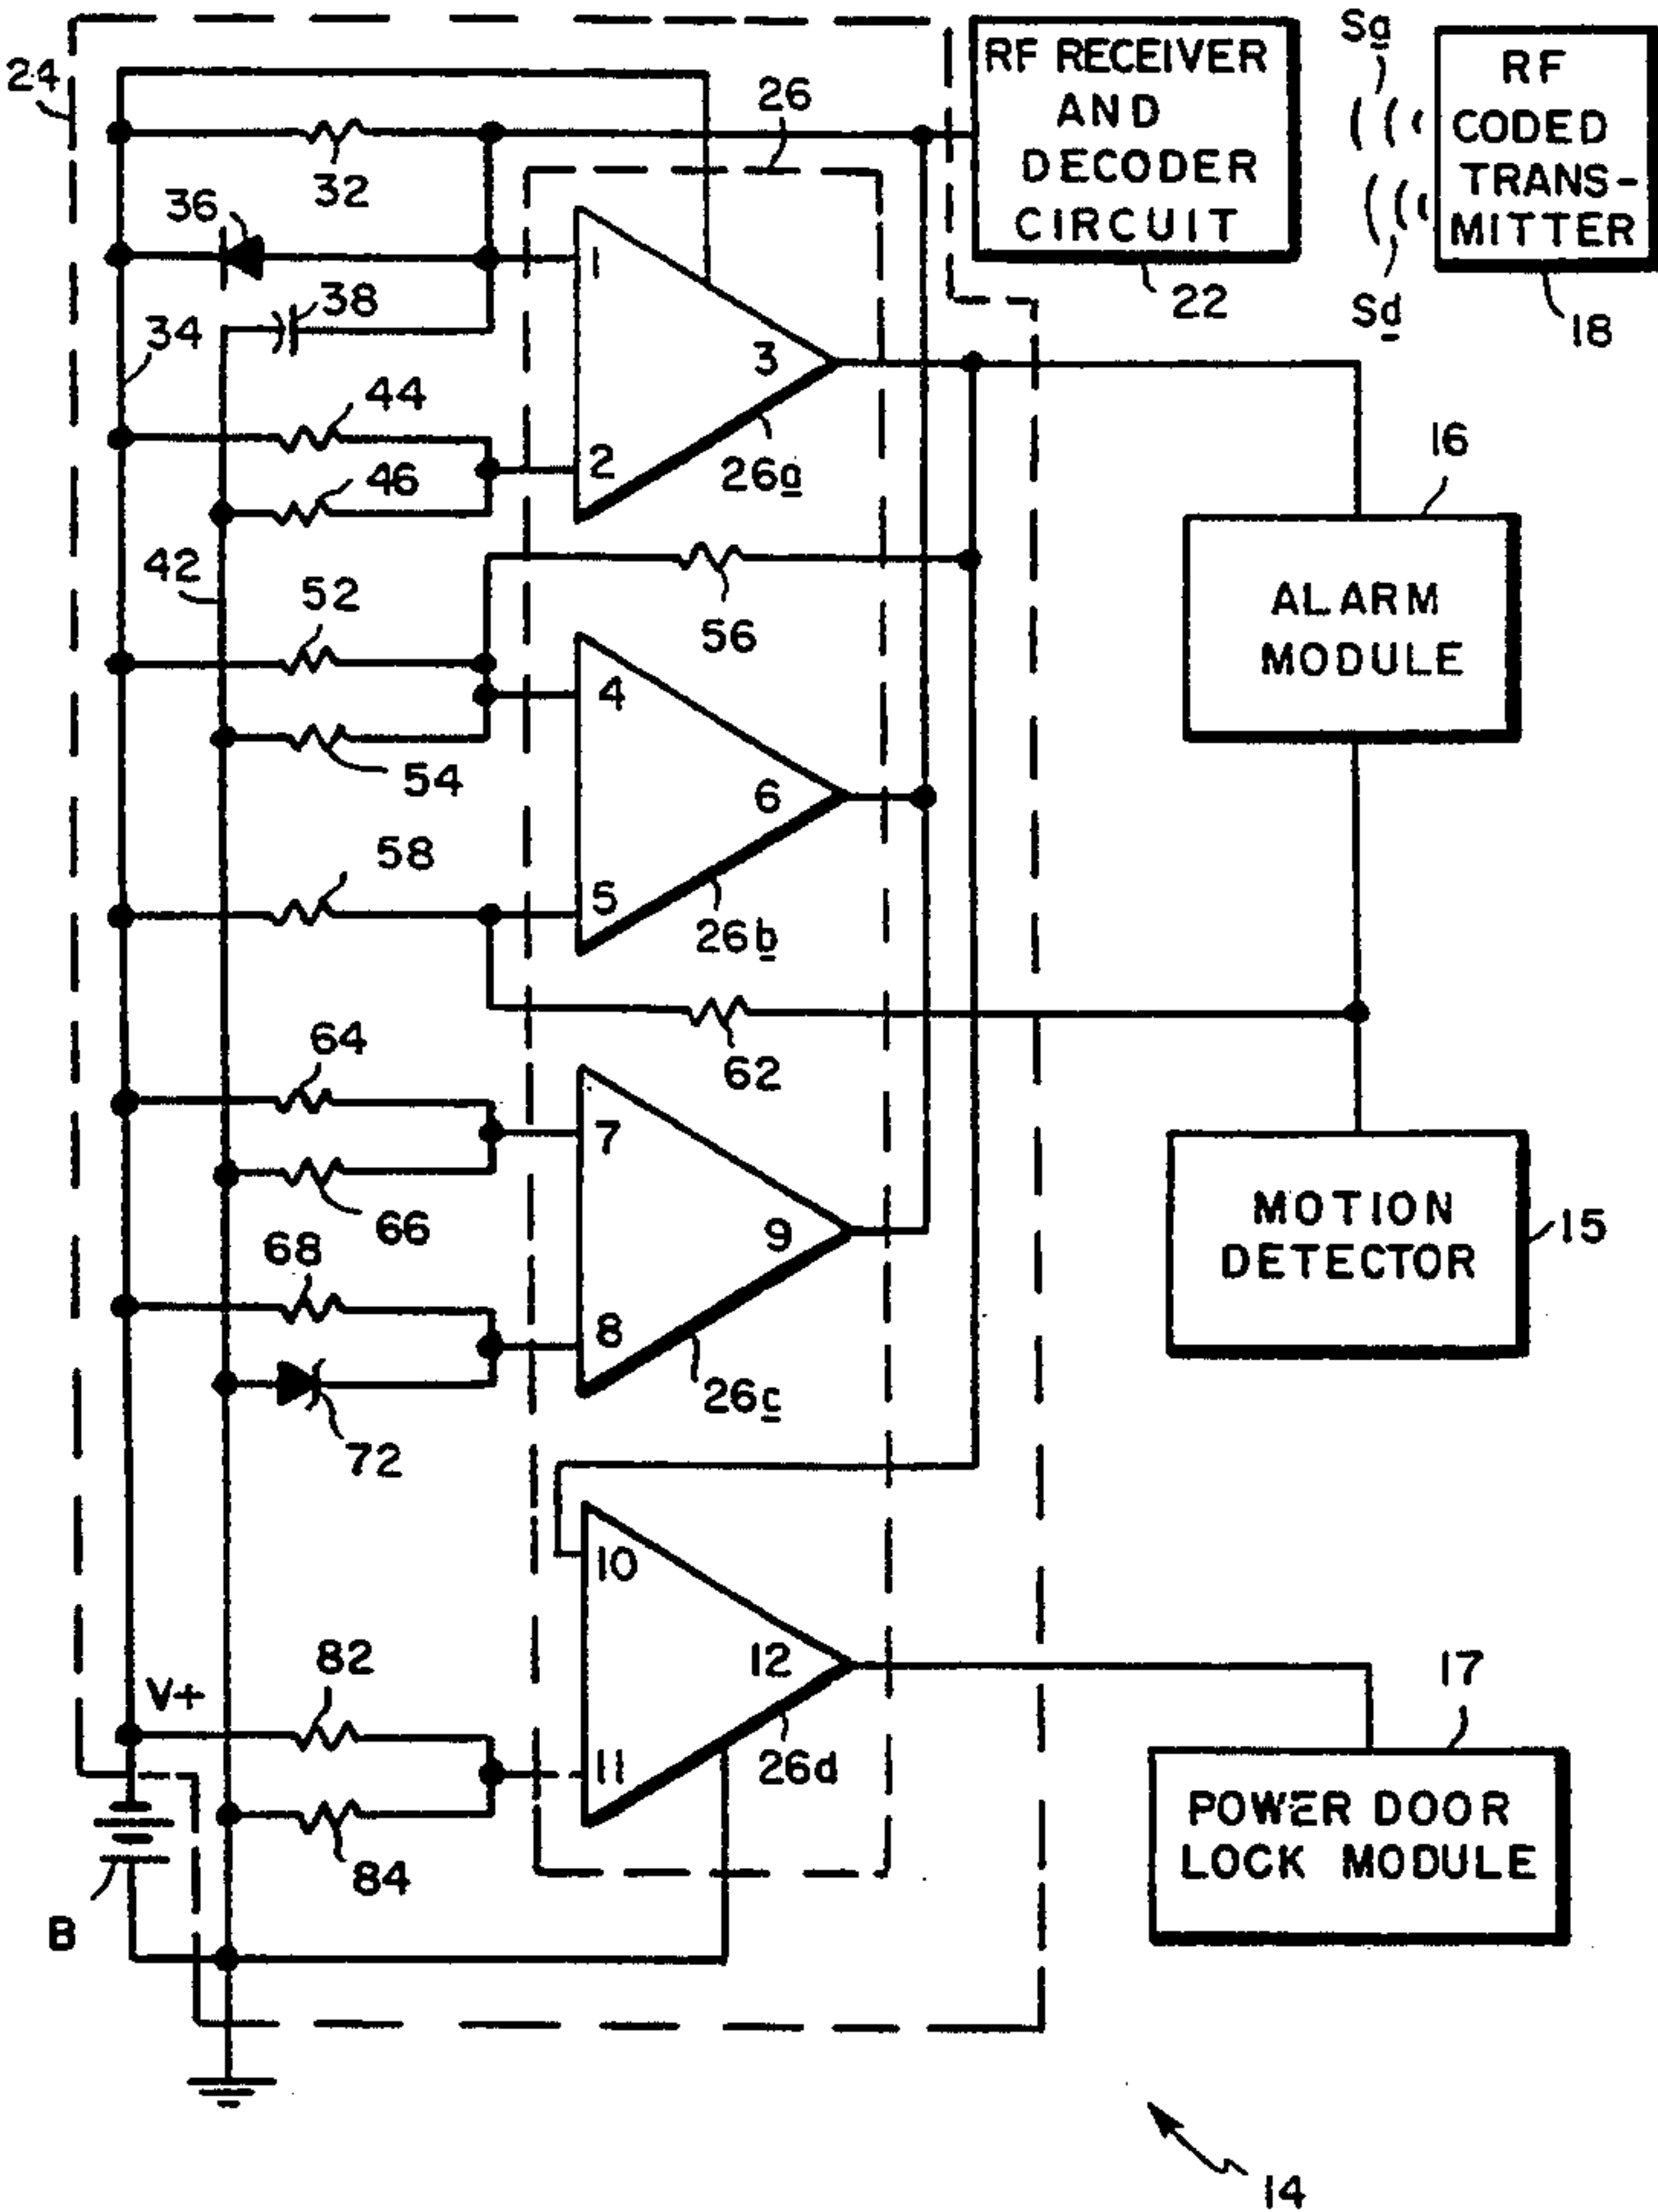 24
26
RF RECEIVER
AND
DECODER
CIRCUIT
22
Sa
Sd
RF
CODED
TRANS-
MITTER
18
32
36
38
34
1
2
3
26a
44
46
42
16
ALARM
MODULE
52
54
56
4
5
6
26b
58
62
64
66
68
72
7
8
9
26c
MOTION
DETECTOR
15
10
11
12
26d
V+
82
84
B
17
POWER DOOR
LOCK MODULE
14